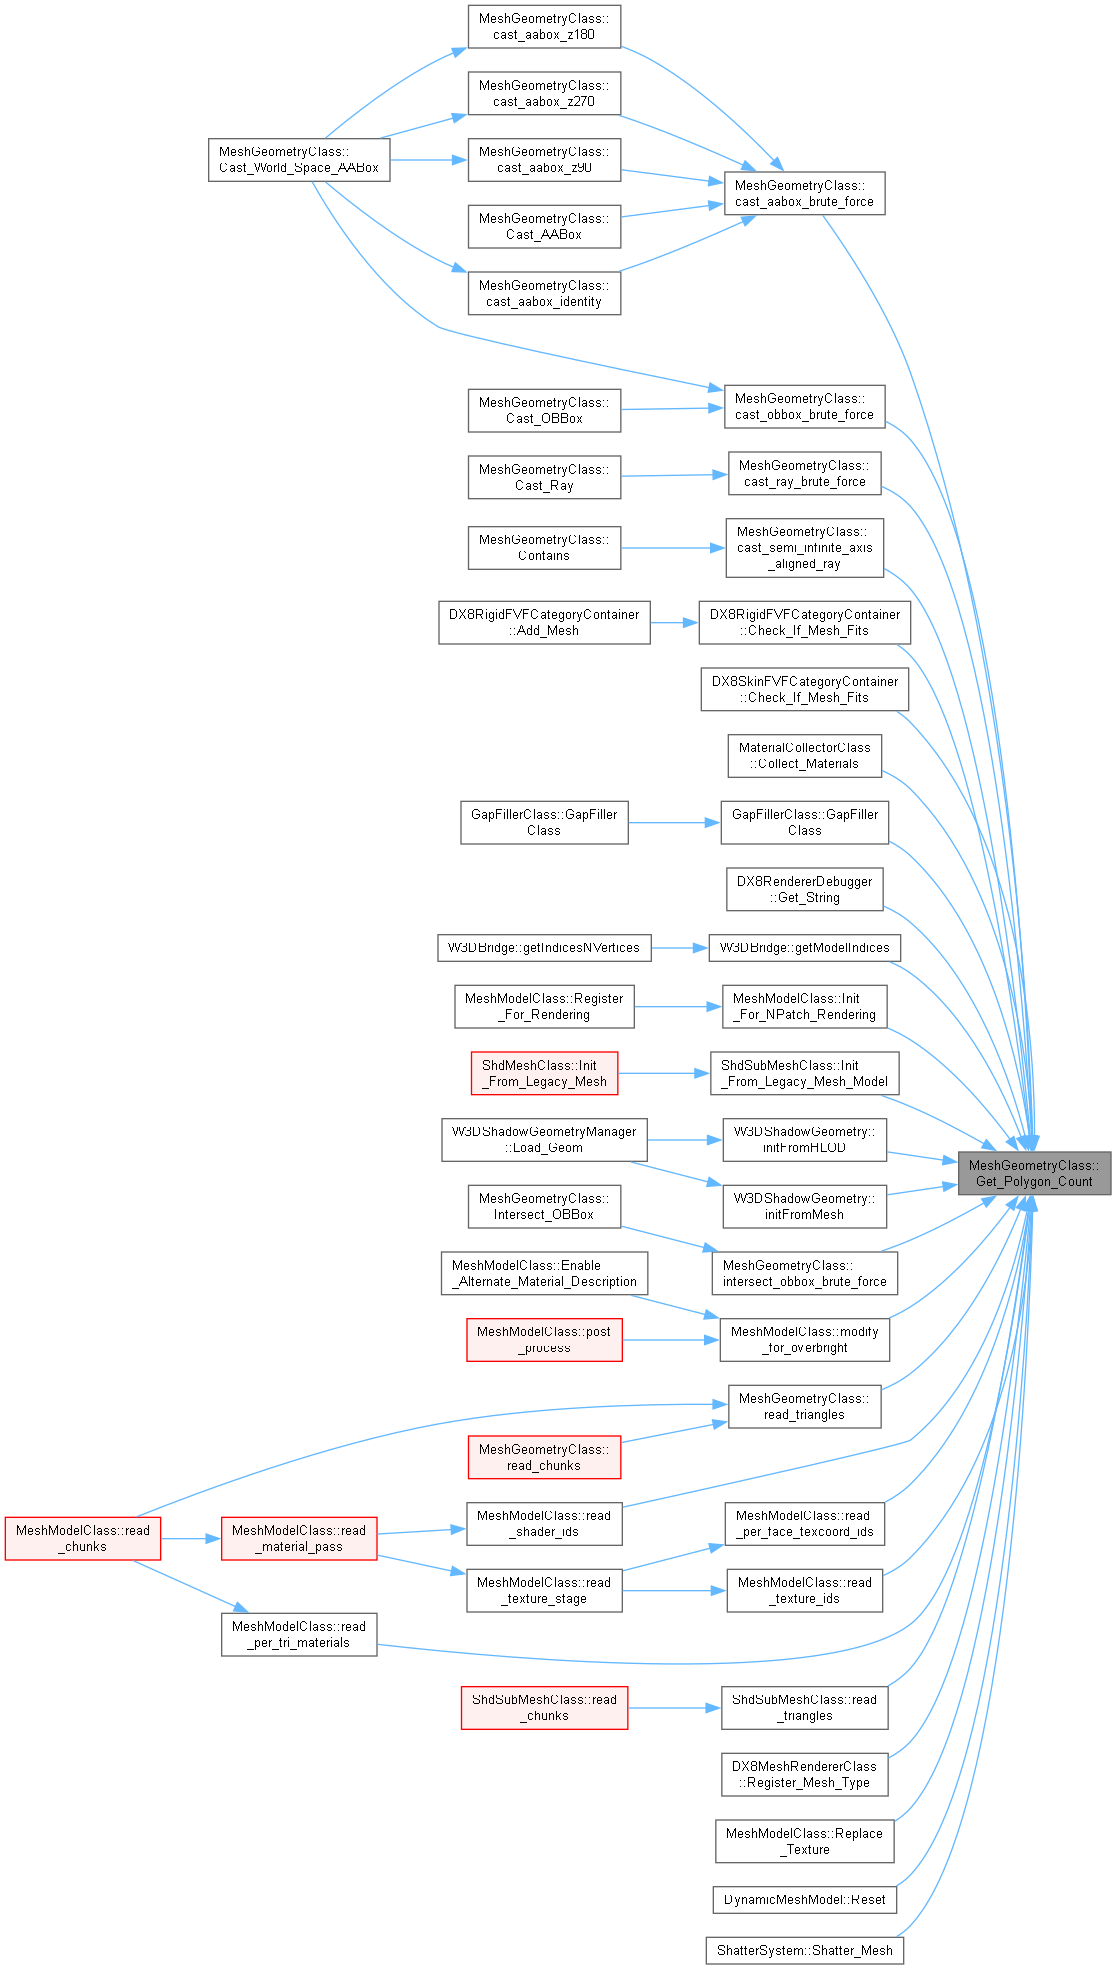 MeshGeometryClass::
cast_aabox_z180
MeshGeometryClass::
cast_aabox_z270
MeshGeometryClass::
Cast_World_Space_AABox
MeshGeometryClass::
cast_aabox_z90
MeshGeometryClass::
cast_aabox_brute_force
MeshGeometryClass::
Cast_AABox
MeshGeometryClass::
cast_aabox_identity
MeshGeometryClass::
Cast_OBBox
MeshGeometryClass::
cast_obbox_brute_force
MeshGeometryClass::
Cast_Ray
MeshGeometryClass::
cast_ray_brute_force
MeshGeometryClass::
Contains
MeshGeometryClass::
cast_semi_infinite_axis
_aligned_ray
DX8RigidFVFCategoryContainer
::Add_Mesh
DX8RigidFVFCategoryContainer
::Check_If_Mesh_Fits
DX8SkinFVFCategoryContainer
::Check_If_Mesh_Fits
MaterialCollectorClass
::Collect_Materials
GapFillerClass::GapFiller
Class
GapFillerClass::GapFiller
Class
DX8RendererDebugger
::Get_String
W3DBridge::getIndicesNVertices
W3DBridge::getModelIndices
MeshModelClass::Register
_For_Rendering
MeshModelClass::Init
_For_NPatch_Rendering
ShdMeshClass::Init
_From_Legacy_Mesh
ShdSubMeshClass::Init
_From_Legacy_Mesh_Model
W3DShadowGeometryManager
::Load_Geom
W3DShadowGeometry::
initFromHLOD
MeshGeometryClass::
Get_Polygon_Count
MeshGeometryClass::
Intersect_OBBox
W3DShadowGeometry::
initFromMesh
MeshModelClass::Enable
_Alternate_Material_Description
MeshGeometryClass::
intersect_obbox_brute_force
MeshModelClass::post
_process
MeshModelClass::modify
_for_overbright
MeshGeometryClass::
read_triangles
MeshGeometryClass::
read_chunks
MeshModelClass::read
_chunks
MeshModelClass::read
_material_pass
MeshModelClass::read
_shader_ids
MeshModelClass::read
_per_face_texcoord_ids
MeshModelClass::read
_texture_stage
MeshModelClass::read
_texture_ids
MeshModelClass::read
_per_tri_materials
ShdSubMeshClass::read
_chunks
ShdSubMeshClass::read
_triangles
DX8MeshRendererClass
::Register_Mesh_Type
MeshModelClass::Replace
_Texture
DynamicMeshModel::Reset
ShatterSystem::Shatter_Mesh